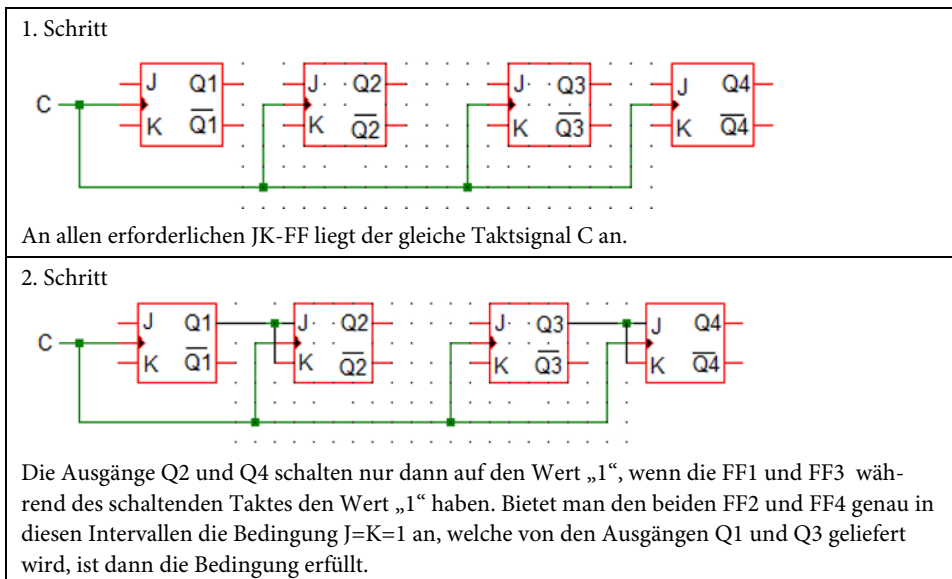 1. Schritt
J Q1 J Q2 J Q3 J Q4
C
K Q1 K Q2 K Q3 K Q4
An allen erforderlichen JK-FF liegt der gleiche Taktsignal C an.
2. Schritt
J Q1 J Q2 J Q3 J Q4
C
K Q1 K Q2 K Q3 K Q4
Die Ausgänge Q2 und Q4 schalten nur dann auf den Wert „1“, wenn die FF1 und FF3 wäh-
rend des schaltenden Taktes den Wert „1“ haben. Bietet man den beiden FF2 und FF4 genau in
diesen Intervallen die Bedingung J=K=1 an, welche von den Ausgängen Q1 und Q3 geliefert
wird, ist dann die Bedingung erfüllt.